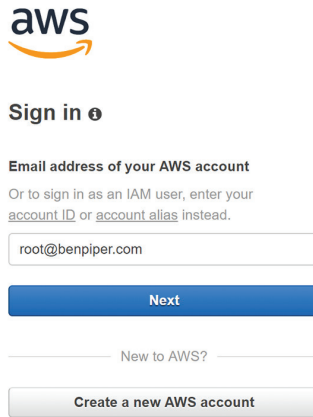 aws
Sign in
Email address of your AWS account
Or to sign in as an IAM user, enter your
account ID or account alias instead.
root@benpiper.com
Next
New to AWS?
Create a new AWS account